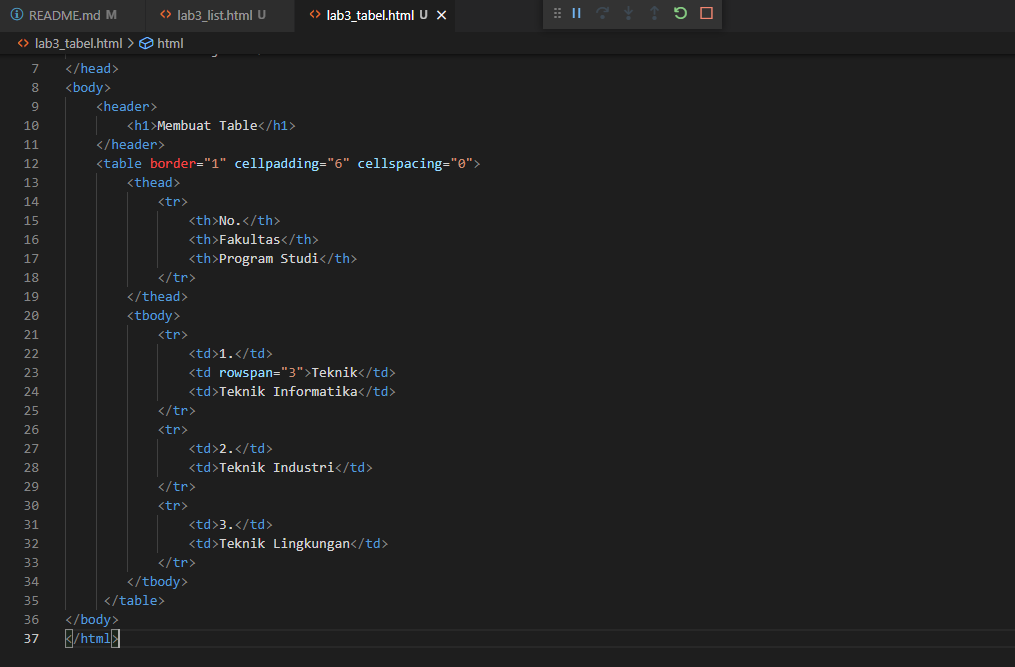 README.md M lab3_list.html U lab3_tabel.html U
lab3_tabel.html > html
7 </head>
8 <body>
9 <header>
10 <h1>Membuat Table</h1>
11 </header>
12 <table border="1" cellpadding="6" cellspacing="0">
13 <thead>
14 <tr>
15 <th>No.</th>
16 <th>Fakultas</th>
17 <th>Program Studi</th>
18 </tr>
19 </thead>
20 <tbody>
21 <tr>
22 <td>1.</td>
23 <td rowspan="3">Teknik</td>
24 <td>Teknik Informatika</td>
25 </tr>
26 <tr>
27 <td>2.</td>
28 <td>Teknik Industri</td>
29 </tr>
30 <tr>
31 <td>3.</td>
32 <td>Teknik Lingkungan</td>
33 </tr>
34 </tbody>
35 </table>
36 </body>
37 </html>